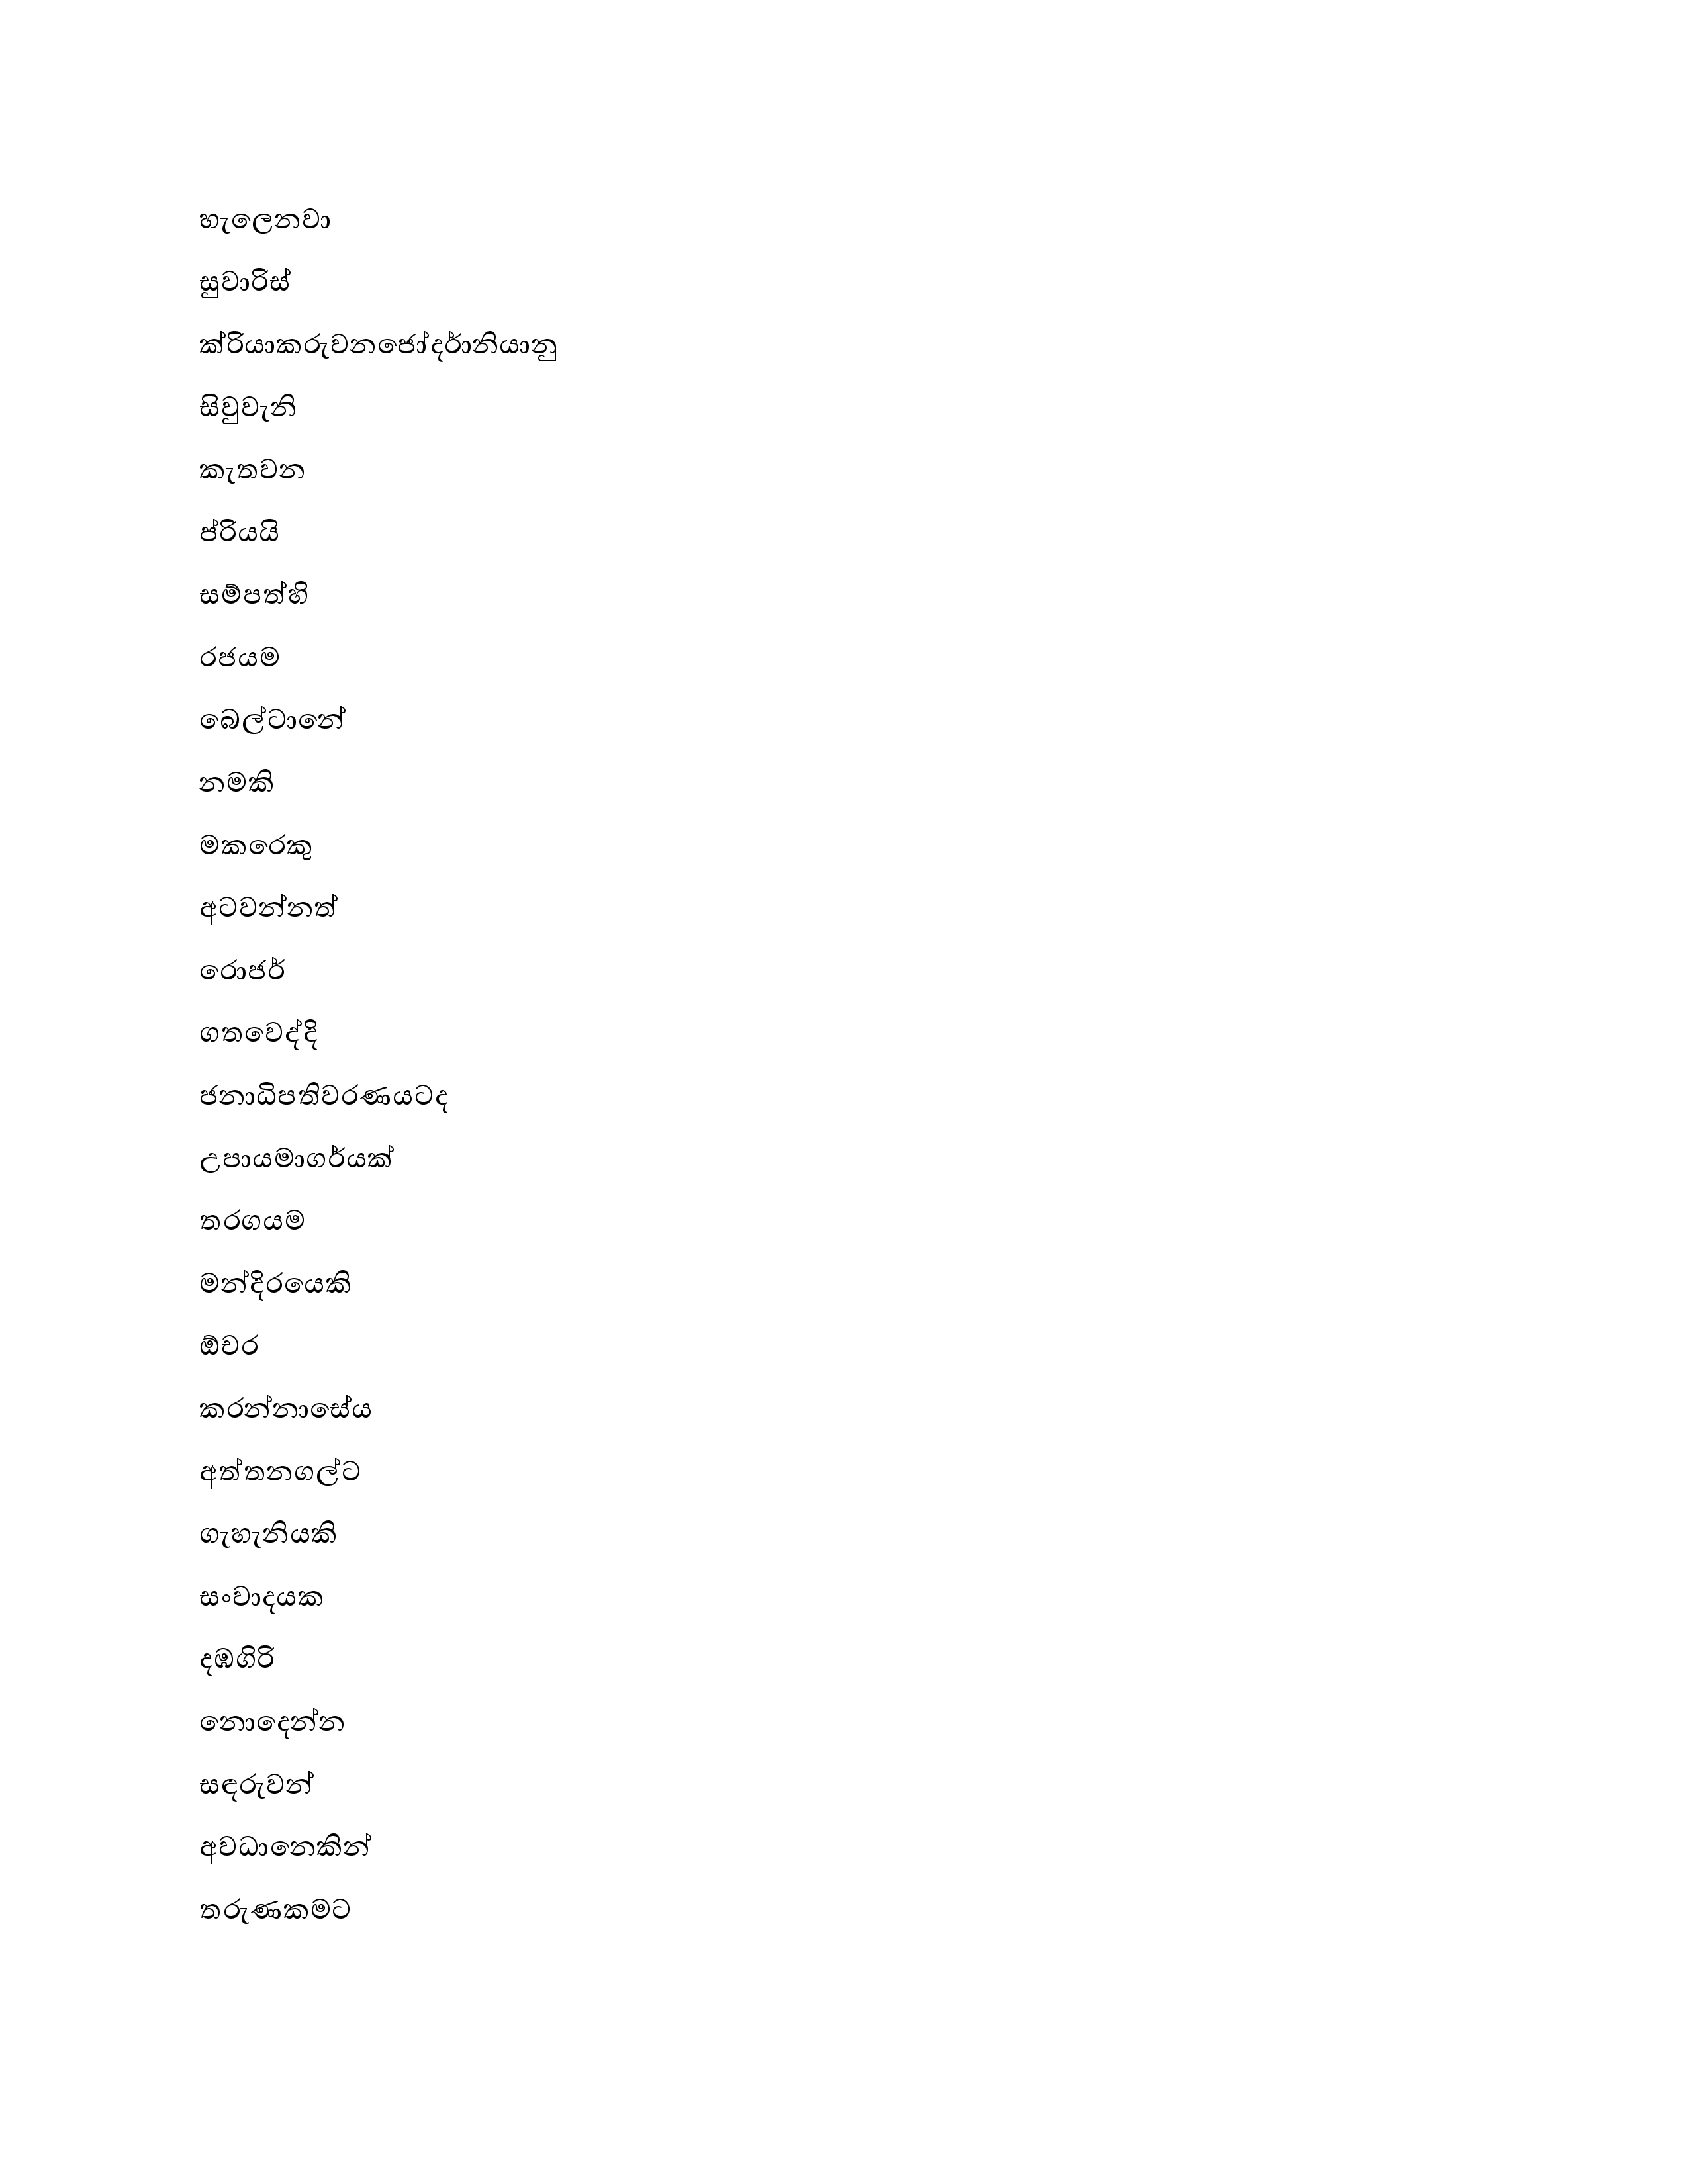 හැලෙනවා
සුවාරිස්
ක්රියාකරුවනජෝදර්ානියානු
සිවුවැනි
කැතවන
ප්රියයි
සම්පත්හි
රජයම
බෙල්ටානේ
නමකි
මකරෙකු
අටවන්නත්
රොජර්
ගතවෙද්දි
ජනාධිපතිවරණයටද
උපායමාගර්යක්
තරගයම
මන්දිරයෙකි
ඕචර
කරන්නාසේය
අත්තනගල්ට
ගැහැනියකි
සංවාදයක
දඹගිරි
නොදෙන්න
සඳරුවන්
අවධානෙකින්
තරුණකමට